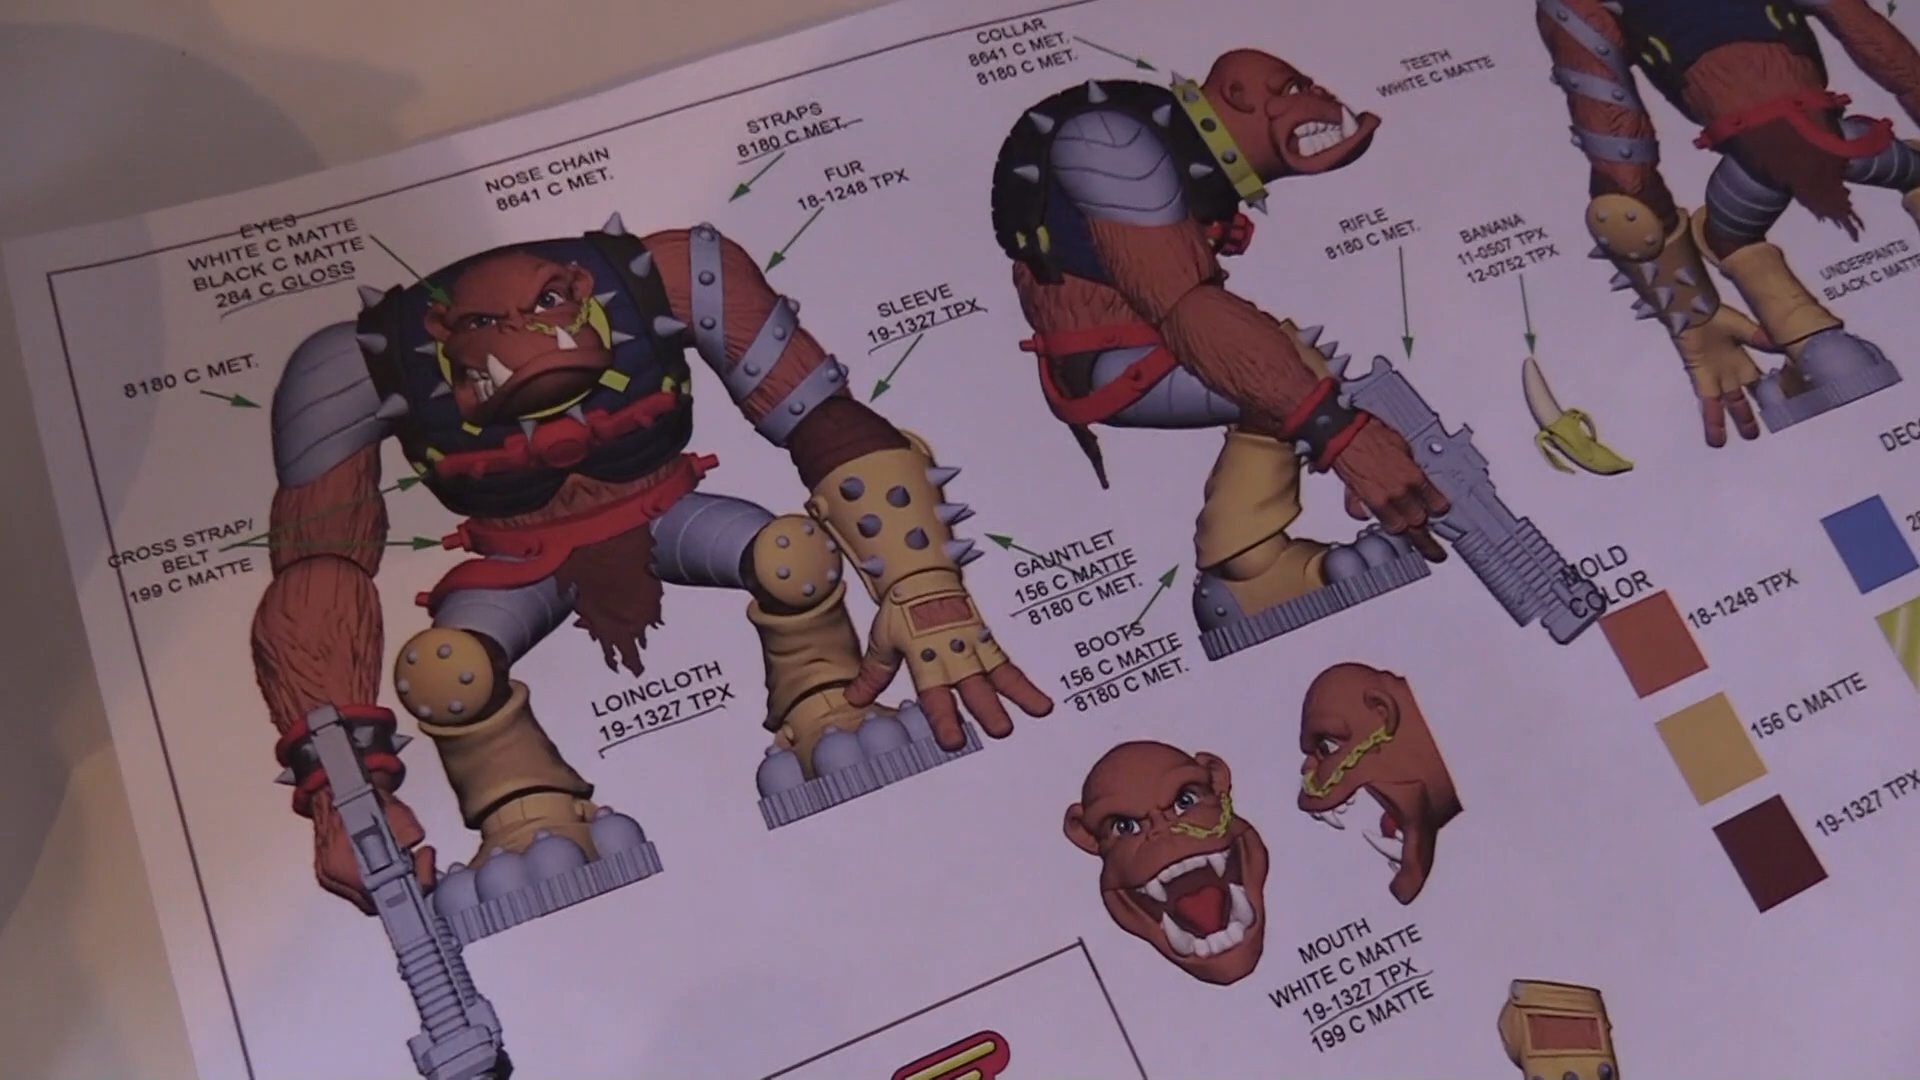 COLLAR
8641 C MET.
8180 C MET.
TEETH
WHITE C MATTE
STRAPS
8180 C MET.
NOSE CHAIN
8641 C MET.
FUR
18-1248 TPX
EYES
WHITE C MATTE
BLACK C MATTE
284 C GLOSS
RIFLE
8180 C MET.
BANANA
11-0507 TPX
12-0752 TPX
UNDERPANTS
BLACK C MATTE
SLEEVE
19-1327 TPX
8180 C MET.
CROSS STRAP/
BELT
199 C MATTE
GAUNTLET
156 C MATTE
8180 C MET.
BOOTS
156 C MATTE
8180 C MET.
LOINCLOTH
19-1327 TPX
MOLD
COLOR
18-1248 TPX
156 C MATTE
19-1327 TPX
MOUTH
WHITE C MATTE
19-1327 TPX
199 C MATTE